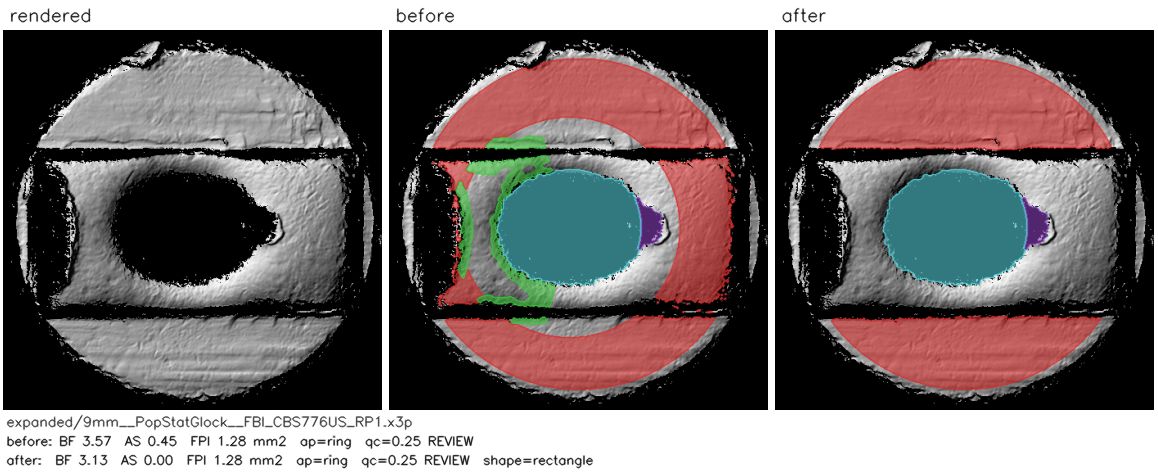 rendered
before
after
expanded/9mm__PopStatGlock__FBI_CBS776US_RP1.x3p
before: BF 3.57 AS 0.45 FPI 1.28 mm2 ap=ring qc=0.25 REVIEW
after: BF 3.13 AS 0.00 FPI 1.28 mm2 ap=ring qc=0.25 REVIEW shape=rectangle